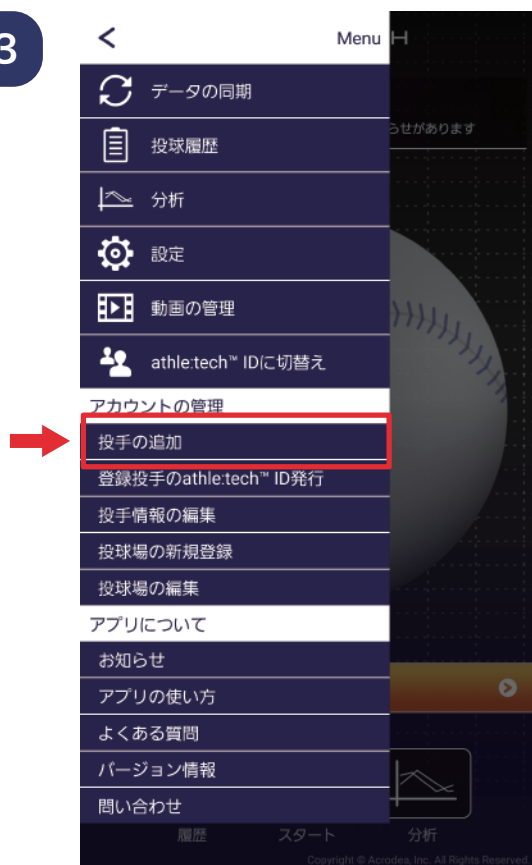 3
Menu
データの同期
らせがあります
投球履歴
分析
設定
動画の管理
athle:tech™ IDに切替え
アカウントの管理
投手の追加
登録投手のathle:tech™ ID発行
投手情報の編集
投球場の新規登録
投球場の編集
アプリについて
お知らせ
アプリの使い方
よくある質問
バージョン情報
問い合わせ
履歴 スタート 分析
Copyright © Acrodea, Inc. All Rights Reserved